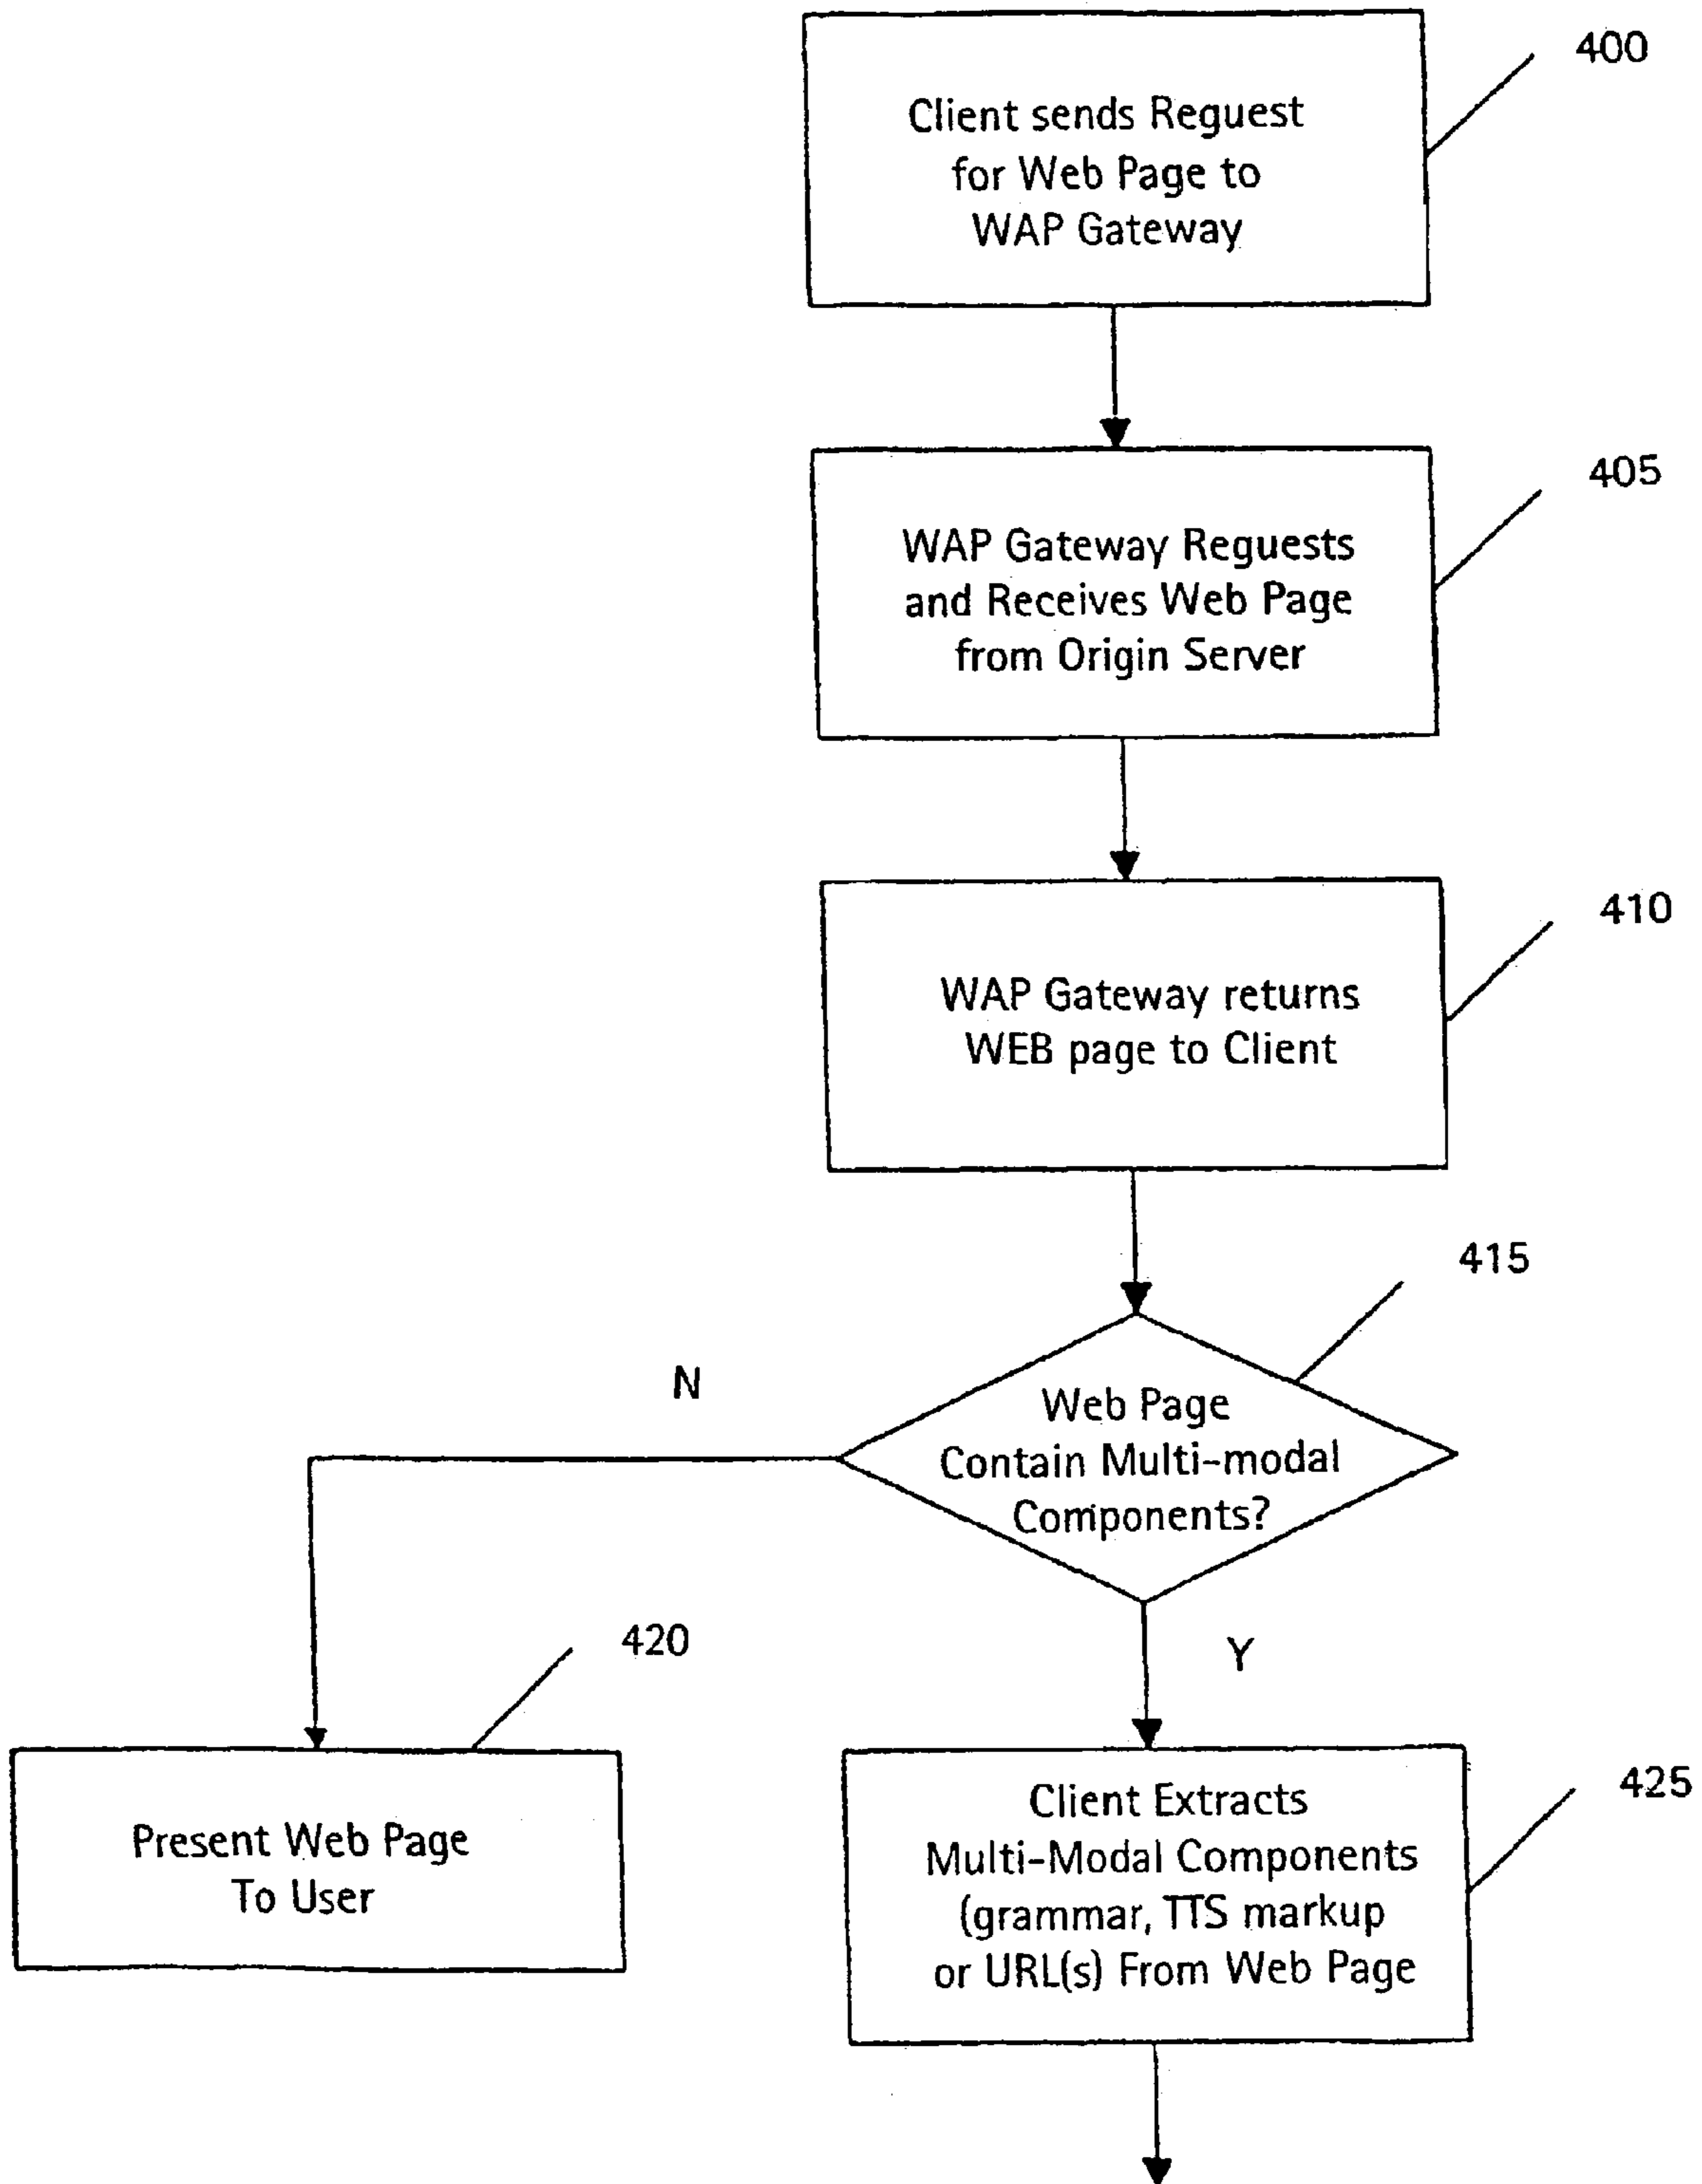 400
Client sends Reguest
for Web Page to
WAP Gateway
405
WAP Gateway Reguests
and Receives Web Page
from Origin Server
410
WAP Gateway returns
WEB page to Client
415
Web Page
Contain Multi-modal
Components?
N
Y
420
Present Web Page
To User
425
Client Extracts
Multi-Modal Components
(grammar, TTS markup
or URL(s) From Web Page